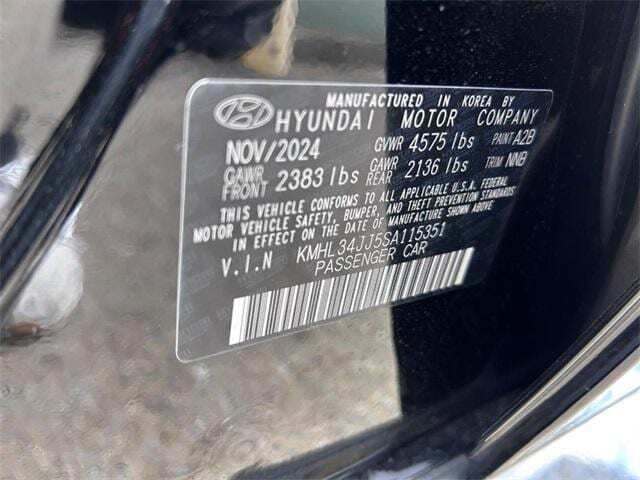 MANUFACTURED IN KOREA BY
HYUNDAI MOTOR COMPANY
NOV/2024 GVWR 4575 lbs PAINT A2B
GAWR FRONT 2383 lbs GAWR REAR 2136 lbs TRIM NNB
THIS VEHICLE CONFORMS TO ALL APPLICABLE U.S.A. FEDERAL
MOTOR VEHICLE SAFETY, BUMPER, AND THEFT PREVENTION STANDARDS
IN EFFECT ON THE DATE OF MANUFACTURE SHOWN ABOVE.
V.I.N KMHL34JJ5SA115351
PASSENGER CAR